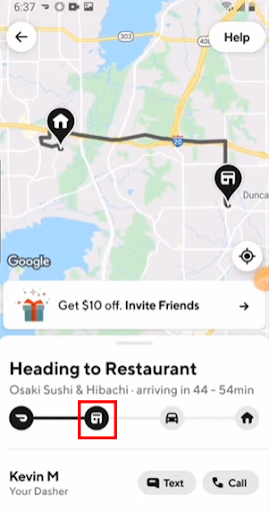 6:37
Help
303
408
20
Dunca
Google
Get $10 off. Invite Friends
Heading to Restaurant
Osaki Sushi & Hibachi · arriving in 44 - 54min
Kevin M
Text
Call
Your Dasher